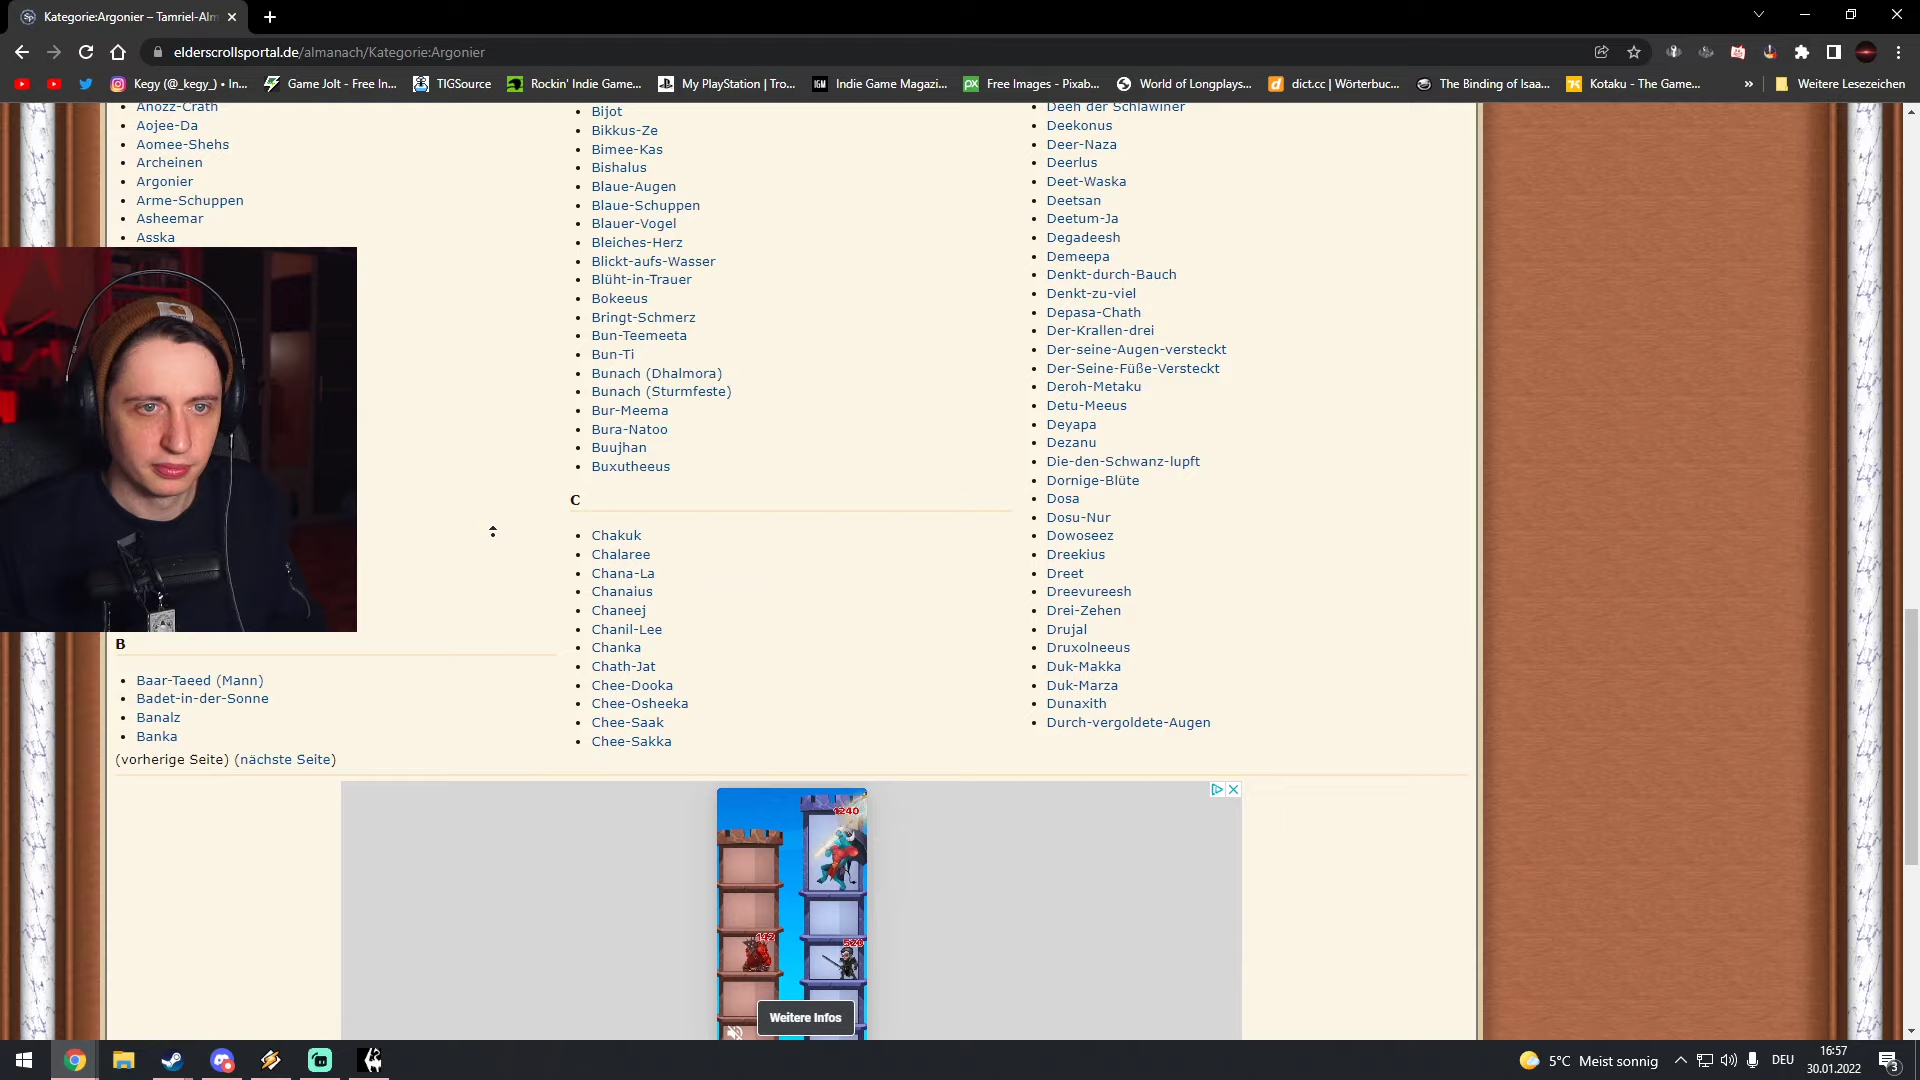 Kategorie:Argonier – Tamriel-Alm
elderscrollsportal.de/almanach/Kategorie:Argonier
Kegy (@_kegy_) • In...
Game Jolt - Free In...
TIGSource
Rockin' Indie Game...
My PlayStation | Tro...
IGM
Indie Game Magazi...
px
Free Images - Pixab...
World of Longplays...
dict.cc | Wörterbuc...
The Binding of Isaa...
Kotaku - The Game...
»
Weitere Lesezeichen
Anozz-Crath
Aojee-Da
Aomee-Shehs
Archeinen
Argonier
Arme-Schuppen
Asheemar
Asska
B
Baar-Taeed (Mann)
Badet-in-der-Sonne
Banalz
Banka
Bijot
Bikkus-Ze
Bimee-Kas
Bishalus
Blaue-Augen
Blaue-Schuppen
Blauer-Vogel
Bleiches-Herz
Blickt-aufs-Wasser
Blüht-in-Trauer
Bokeeus
Bringt-Schmerz
Bun-Teemeeta
Bun-Ti
Bunach (Dhalmora)
Bunach (Sturmfeste)
Bur-Meema
Bura-Natoo
Buujhan
Buxutheeus
C
Chakuk
Chalaree
Chana-La
Chanaius
Chaneej
Chanil-Lee
Chanka
Chath-Jat
Chee-Dooka
Chee-Osheeka
Chee-Saak
Chee-Sakka
Deeh der Schlawiner
Deekonus
Deer-Naza
Deerlus
Deet-Waska
Deetsan
Deetum-Ja
Degadeesh
Demeepa
Denkt-durch-Bauch
Denkt-zu-viel
Depasa-Chath
Der-Krallen-drei
Der-seine-Augen-versteckt
Der-Seine-Füße-Versteckt
Deroh-Metaku
Detu-Meeus
Deyapa
Dezanu
Die-den-Schwanz-lupft
Dornige-Blüte
Dosa
Dosu-Nur
Dowoseez
Dreekius
Dreet
Dreevureesh
Drei-Zehen
Drujal
Druxolneeus
Duk-Makka
Duk-Marza
Dunaxith
Durch-vergoldete-Augen
(vorherige Seite) (nächste Seite)
1240
142
520
Weitere Infos
5°C Meist sonnig
DEU
16:57
30.01.2022
3